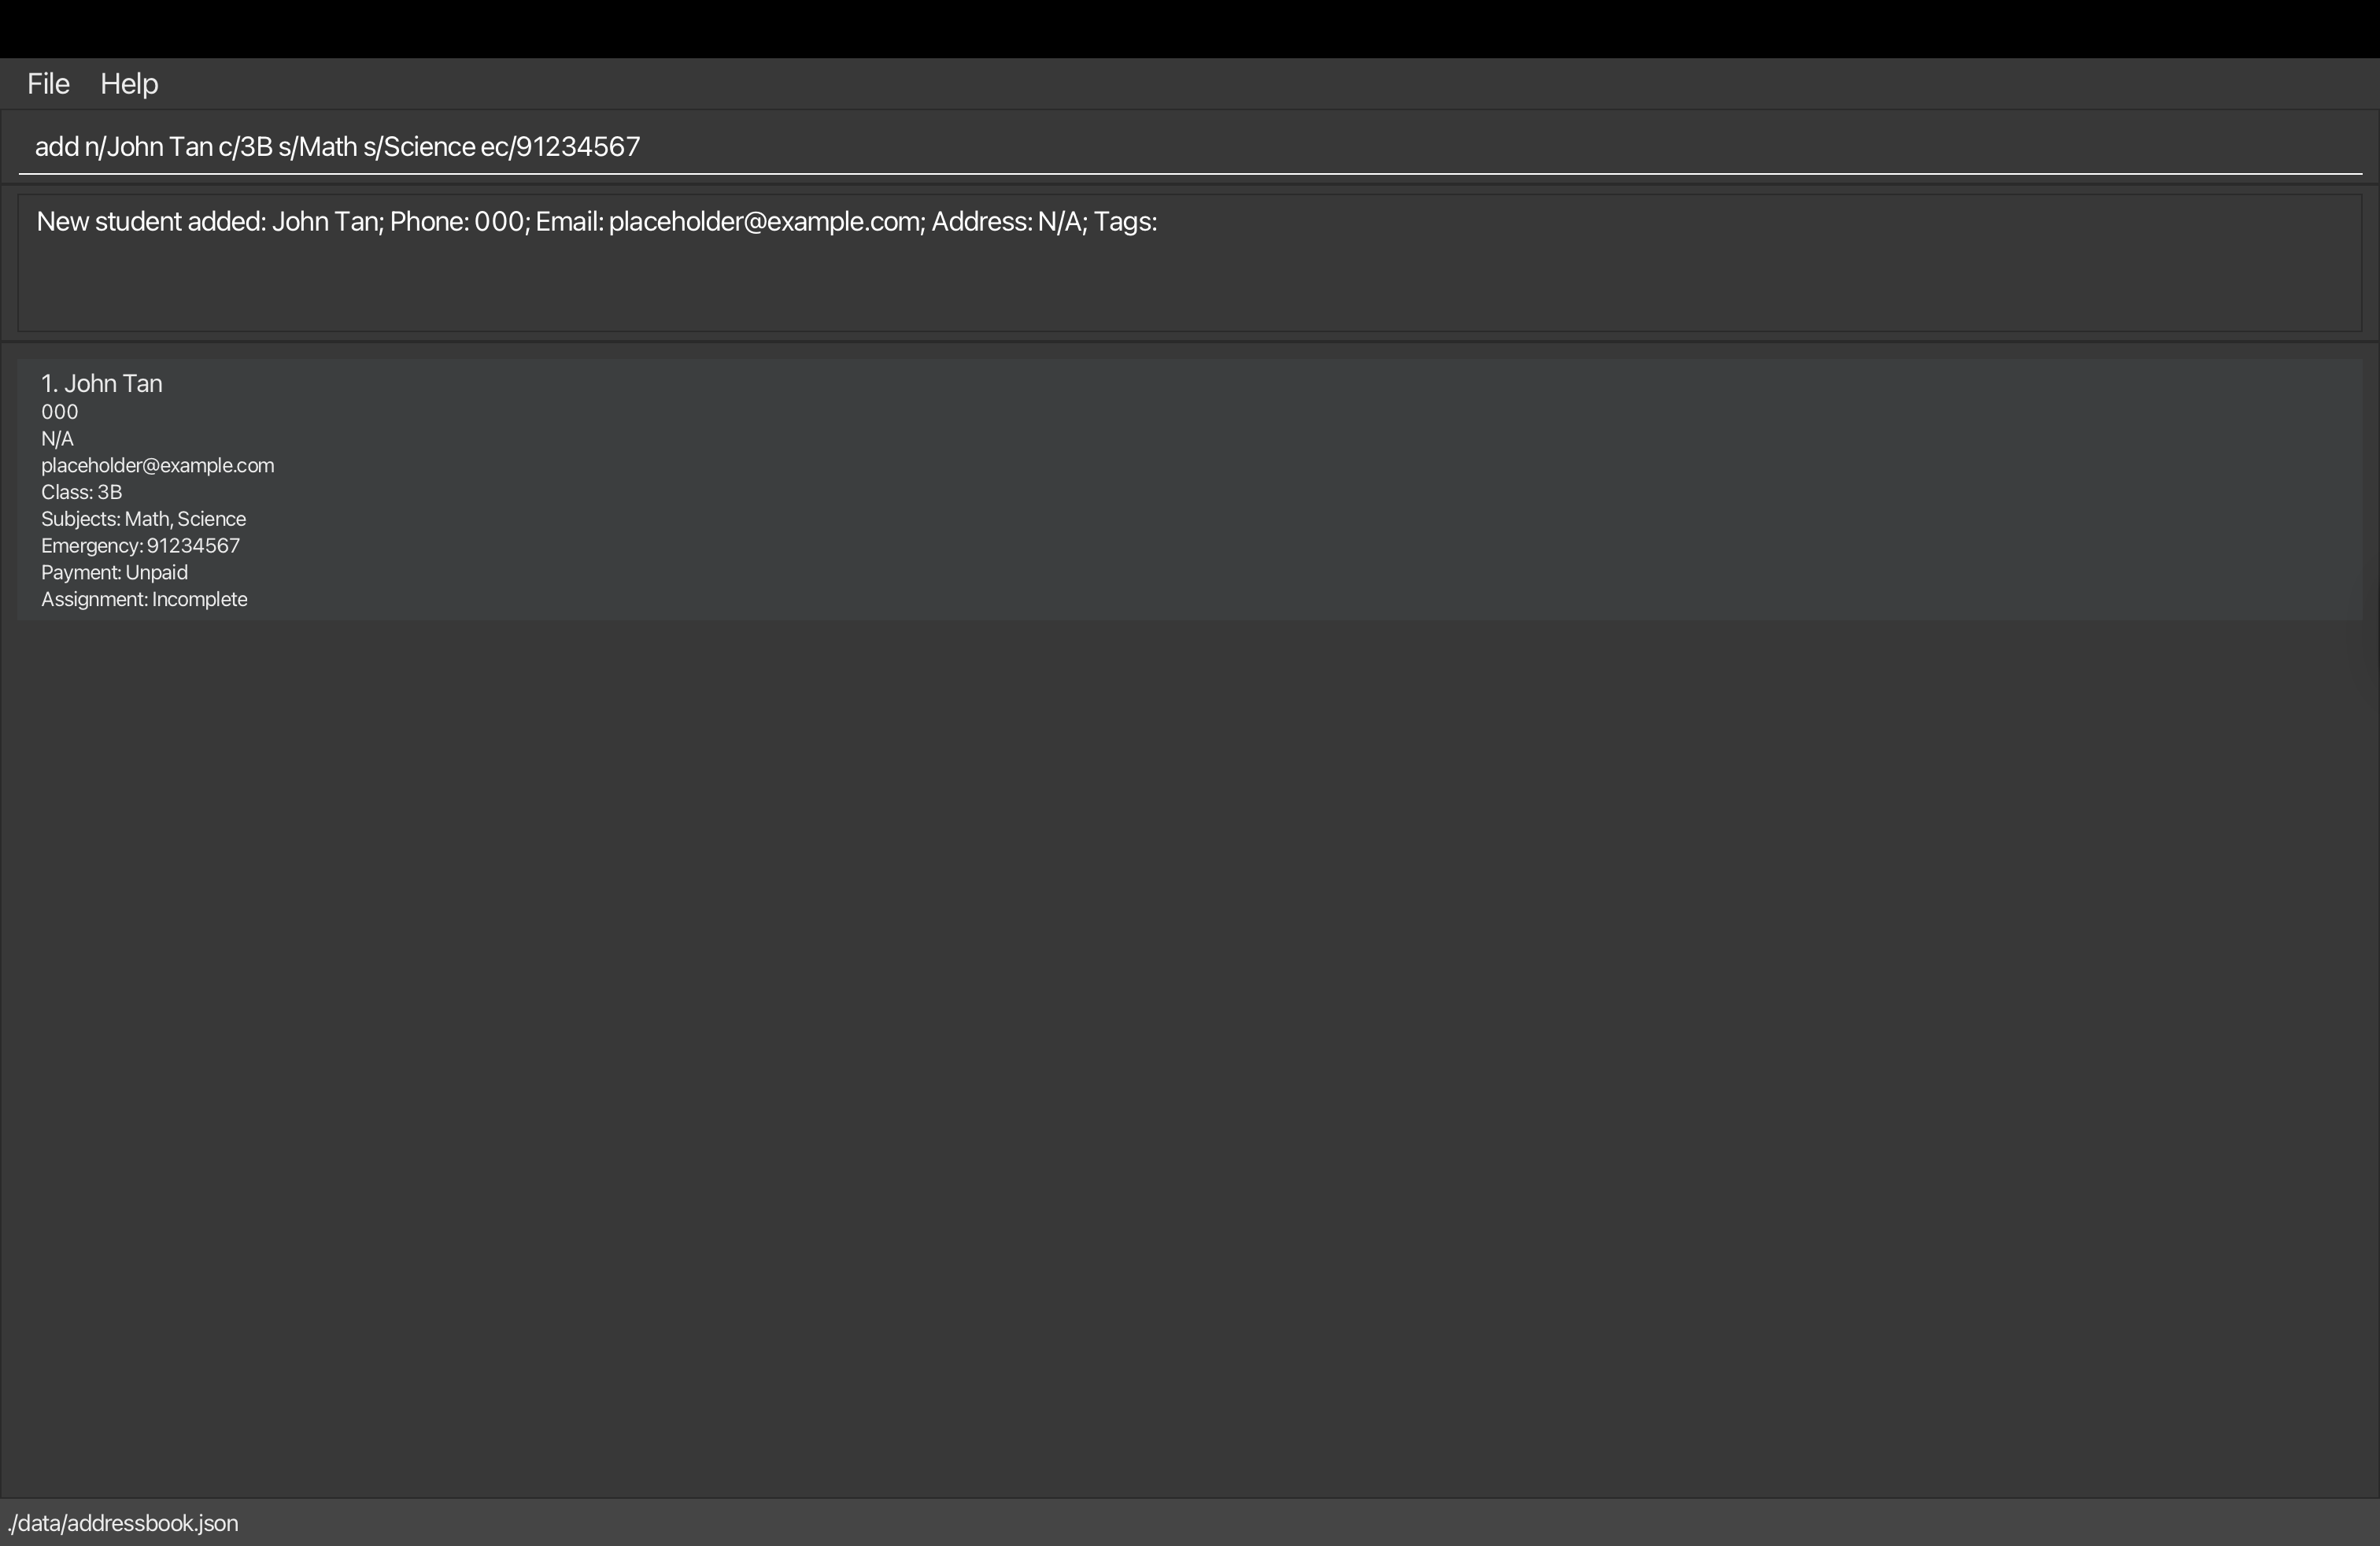 File Help
add n/John Tan c/3B s/Math s/Science ec/91234567
New student added: John Tan; Phone: 000; Email: placeholder@example.com; Address: N/A; Tags:
1. John Tan
000
N/A
placeholder@example.com
Class: 3B
Subjects: Math, Science
Emergency: 91234567
Payment: Unpaid
Assignment: Incomplete
./data/addressbook.json